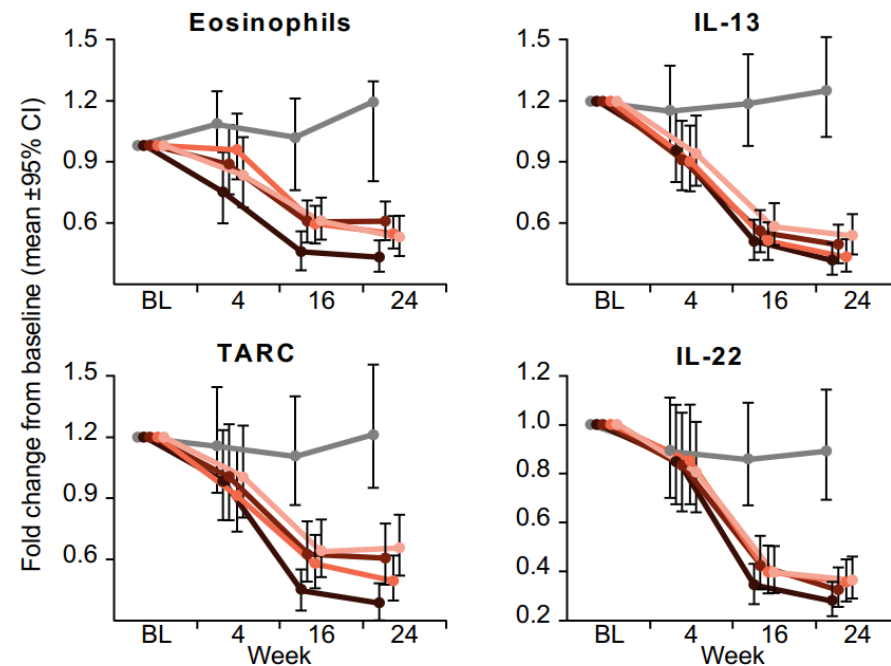 Fold change from baseline (mean ±95% CI)
Eosinophils
1.5
1.2
0.9
0.6
BL 4 16 24
IL-13
1.5
1.2
0.9
0.6
BL 4 16 24
TARC
1.5
1.2
0.9
0.6
BL 4 16 24
Week
IL-22
1.2
1.0
0.8
0.6
0.4
0.2
BL 4 16 24
Week